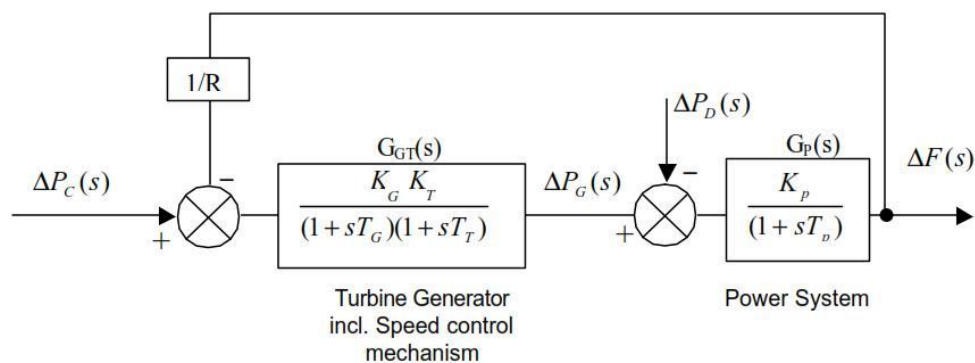 1/R
ΔP_D(s)
G_GT(s)
G_P(s)
ΔF(s)
ΔP_C(s)
K_G K_T
ΔP_G(s)
K_p
−
−
(1 + sT_G)(1 + sT_T)
(1 + sT_p)
+
+
Turbine Generator
incl. Speed control
mechanism
Power System